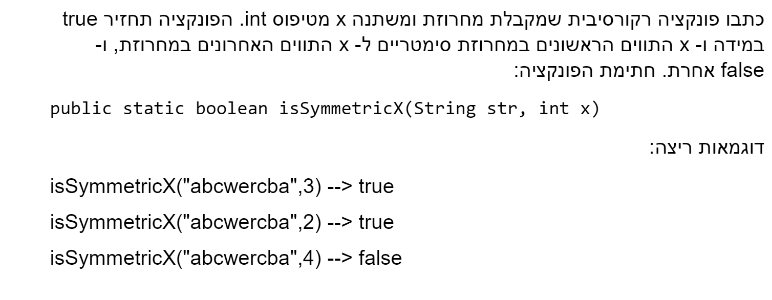 כתבו פונקציה רקורסיבית שמקבלת מחרוזת ומשתנה x מטיפוס int. הפונקציה תחזיר true
במידה ו- x התווים הראשונים במחרוזת סימטריים ל- x התווים האחרונים במחרוזת, ו-
false אחרת. חתימת הפונקציה:
public static boolean isSymmetricX(String str, int x)
דוגמאות ריצה:
isSymmetricX("abcwercba",3) --> true
isSymmetricX("abcwercba",2) --> true
isSymmetricX("abcwercba",4) --> false